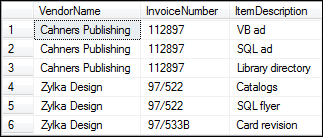 VendorName InvoiceNumber ItemDescription
1 Cahners Publishing 112897 VB ad
2 Cahners Publishing 112897 SQL ad
3 Cahners Publishing 112897 Library directory
4 Zylka Design 97/522 Catalogs
5 Zylka Design 97/522 SQL flyer
6 Zylka Design 97/533B Card revision